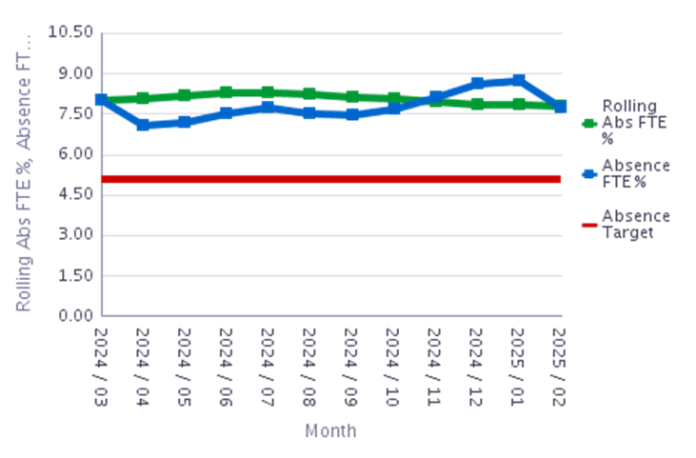 Rolling Abs FTE %, Absence FT...
10.50
9.00
7.50
6.00
4.50
3.00
1.50
0.00
2024 / 03
2024 / 04
2024 / 05
2024 / 06
2024 / 07
2024 / 08
2024 / 09
2024 / 10
2024 / 11
2024 / 12
2025 / 01
2025 / 02
Month
Rolling
Abs FTE
%
Absence
FTE%
Absence
Target